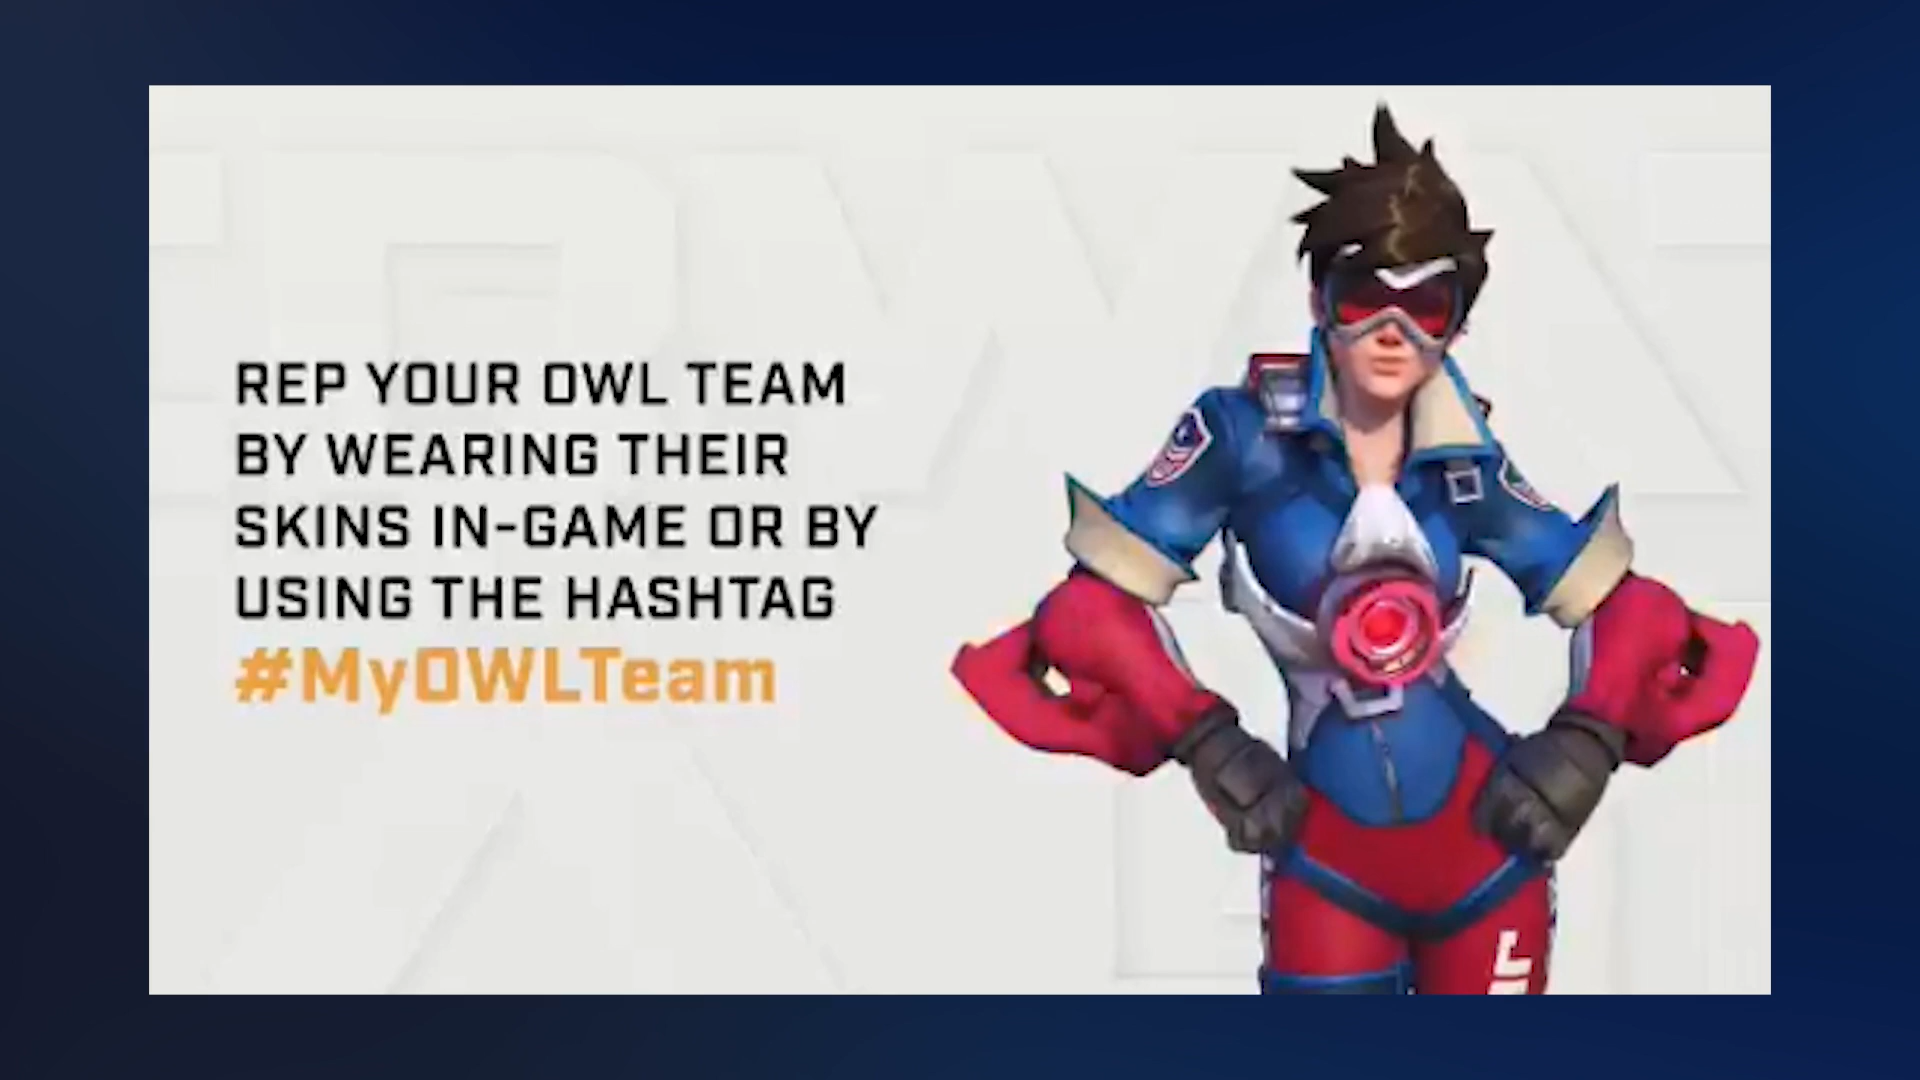 REP YOUR OWL TEAM
BY WEARING THEIR
SKINS IN-GAME OR BY
USING THE HASHTAG
#MyOWLTeam